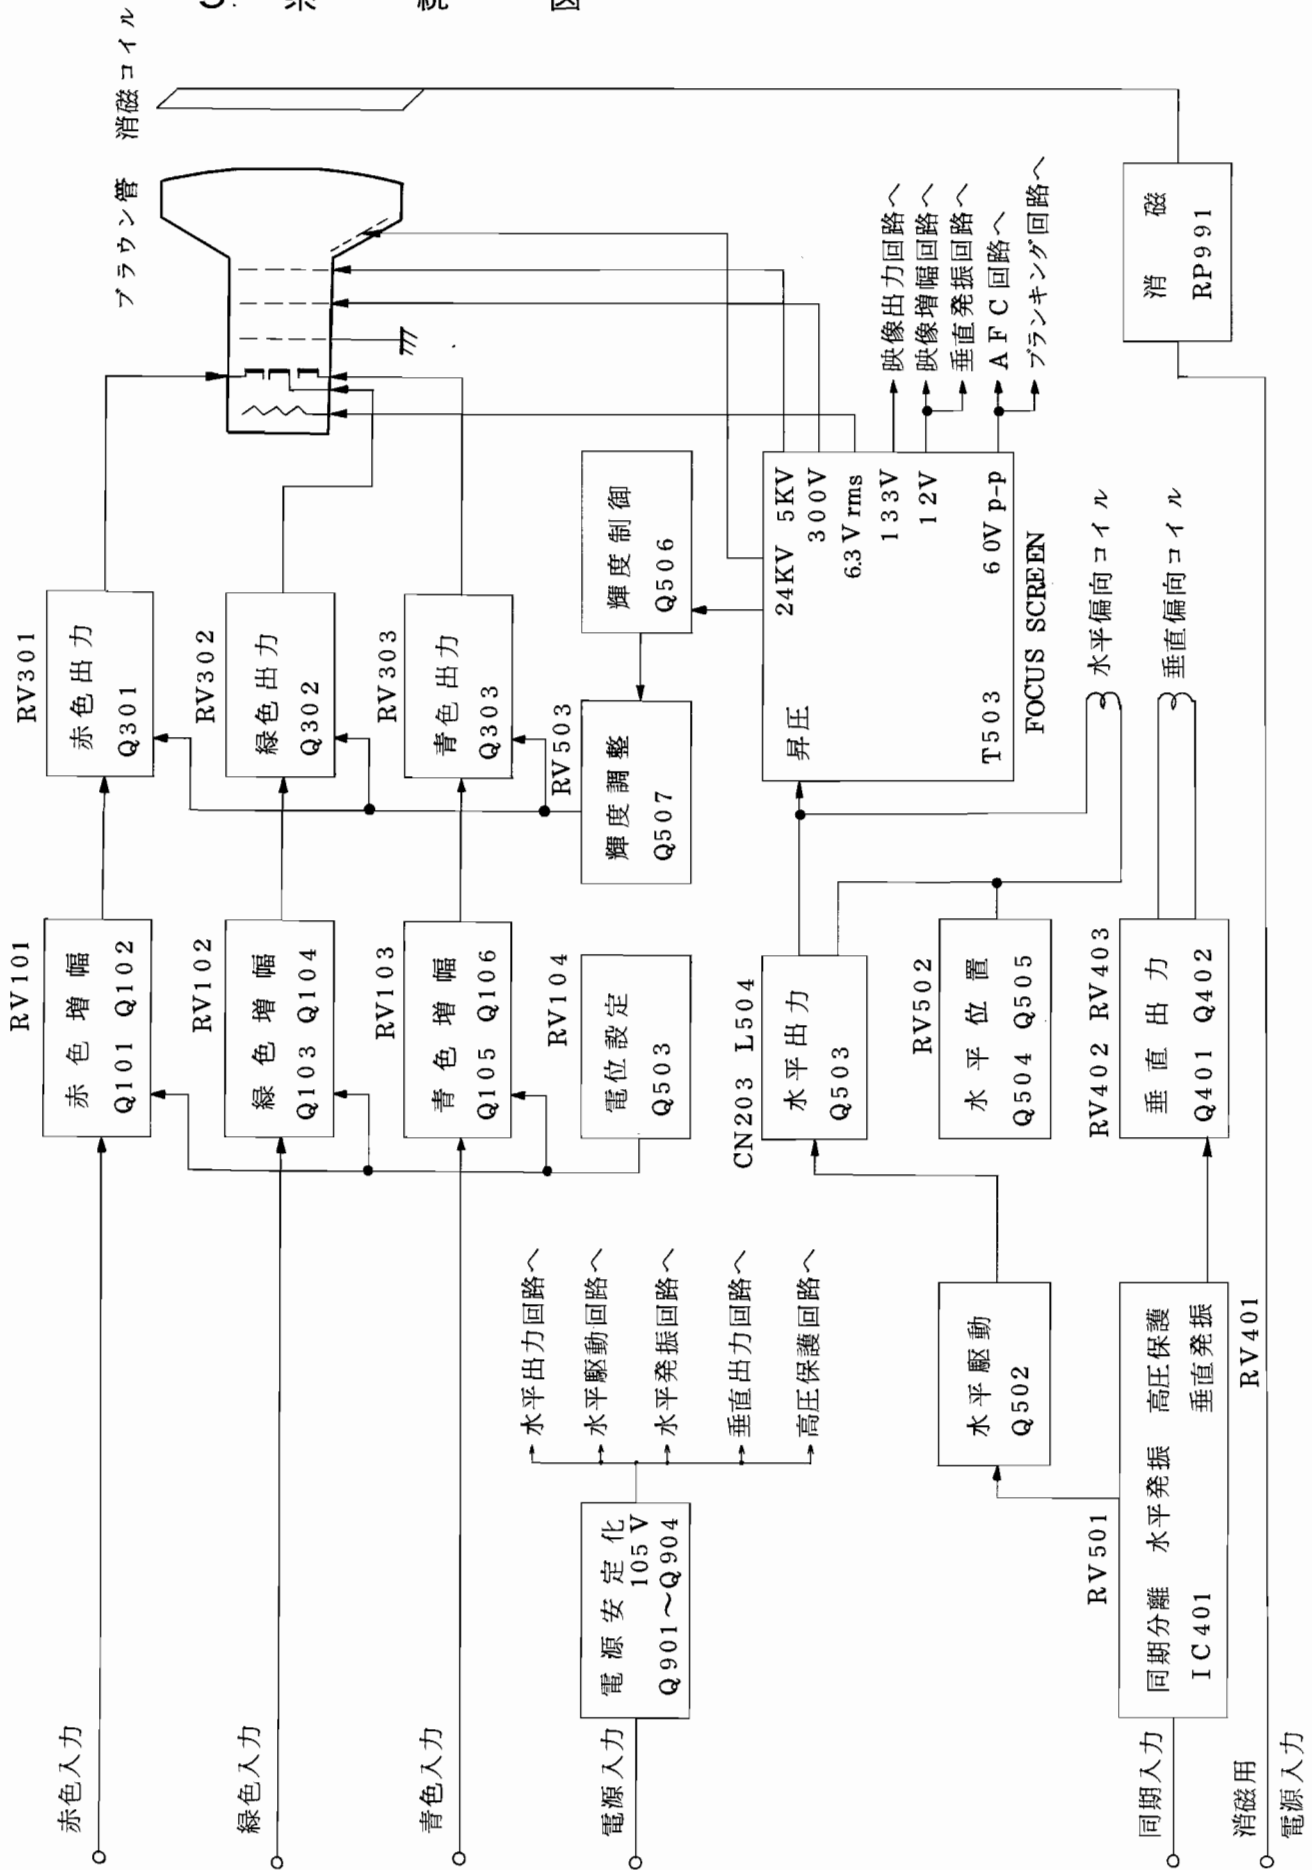 系統図
赤色入力
RV101
赤色増幅
Q101 Q102
RV301
赤色出力
Q301
ブラウン管
消磁コイル
緑色入力
RV102
緑色増幅
Q103 Q104
RV302
緑色出力
Q302
青色入力
RV103
青色増幅
Q105 Q106
RV303
青色出力
Q303
RV104
電位設定
Q503
RV503
輝度調整
Q507
輝度制御
Q506
電源入力
電源安定化
105V
Q901～Q904
水平出力回路へ
水平駆動回路へ
水平発振回路へ
垂直出力回路へ
高圧保護回路へ
CN203 L504
水平出力
Q503
昇圧
T503
24KV 5KV
300V
6.3Vrms
133V
12V
60Vp-p
FOCUS SCREEN
映像出力回路へ
映像増幅回路へ
垂直発振回路へ
AFC回路へ
ブランキング回路へ
水平駆動
Q502
RV502
水平位置
Q504 Q505
水平偏向コイル
RV501
同期入力
同期分離 水平発振 高圧保護
IC401 垂直発振
RV401
RV402 RV403
垂直出力
Q401 Q402
垂直偏向コイル
消磁
RP991
消磁用
電源入力